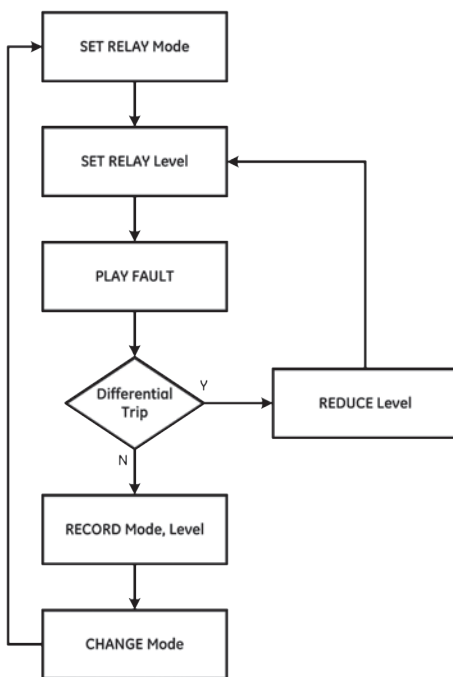 SET RELAY Mode
SET RELAY Level
PLAY FAULT
Differential
Trip
Y
REDUCE Level
N
RECORD Mode, Level
CHANGE Mode